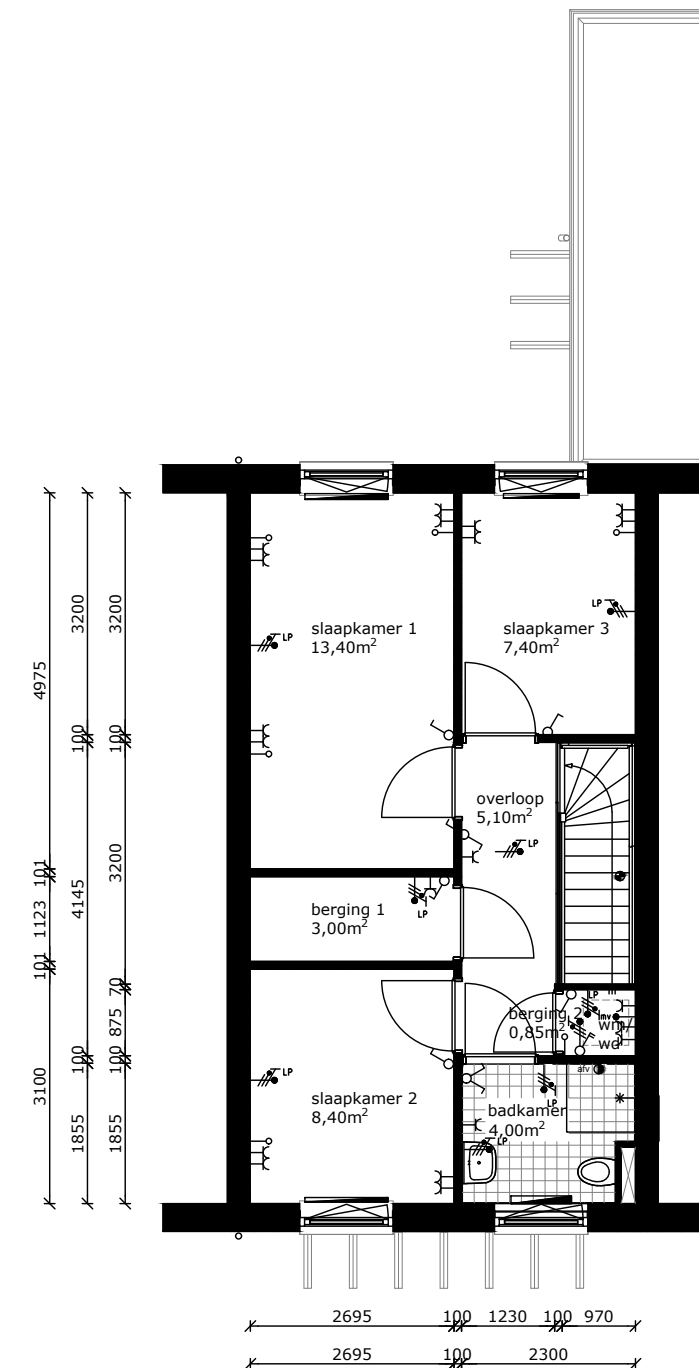 slaapkamer 1
13,40m²
LP
slaapkamer 3
7,40m²
LP
overloop
5,10m²
LP
berging 1
3,00m²
LP
berging 2
0,85m²
LP
lmv
wm/
wd
slaapkamer 2
8,40m²
LP
badkamer
4,00m²
afv
LP
LP
4975
101
1123
101
3100
3200
100
4145
100
1855
3200
100
3200
70
875
100
1855
2695
100
1230
100
970
2695
100
2300